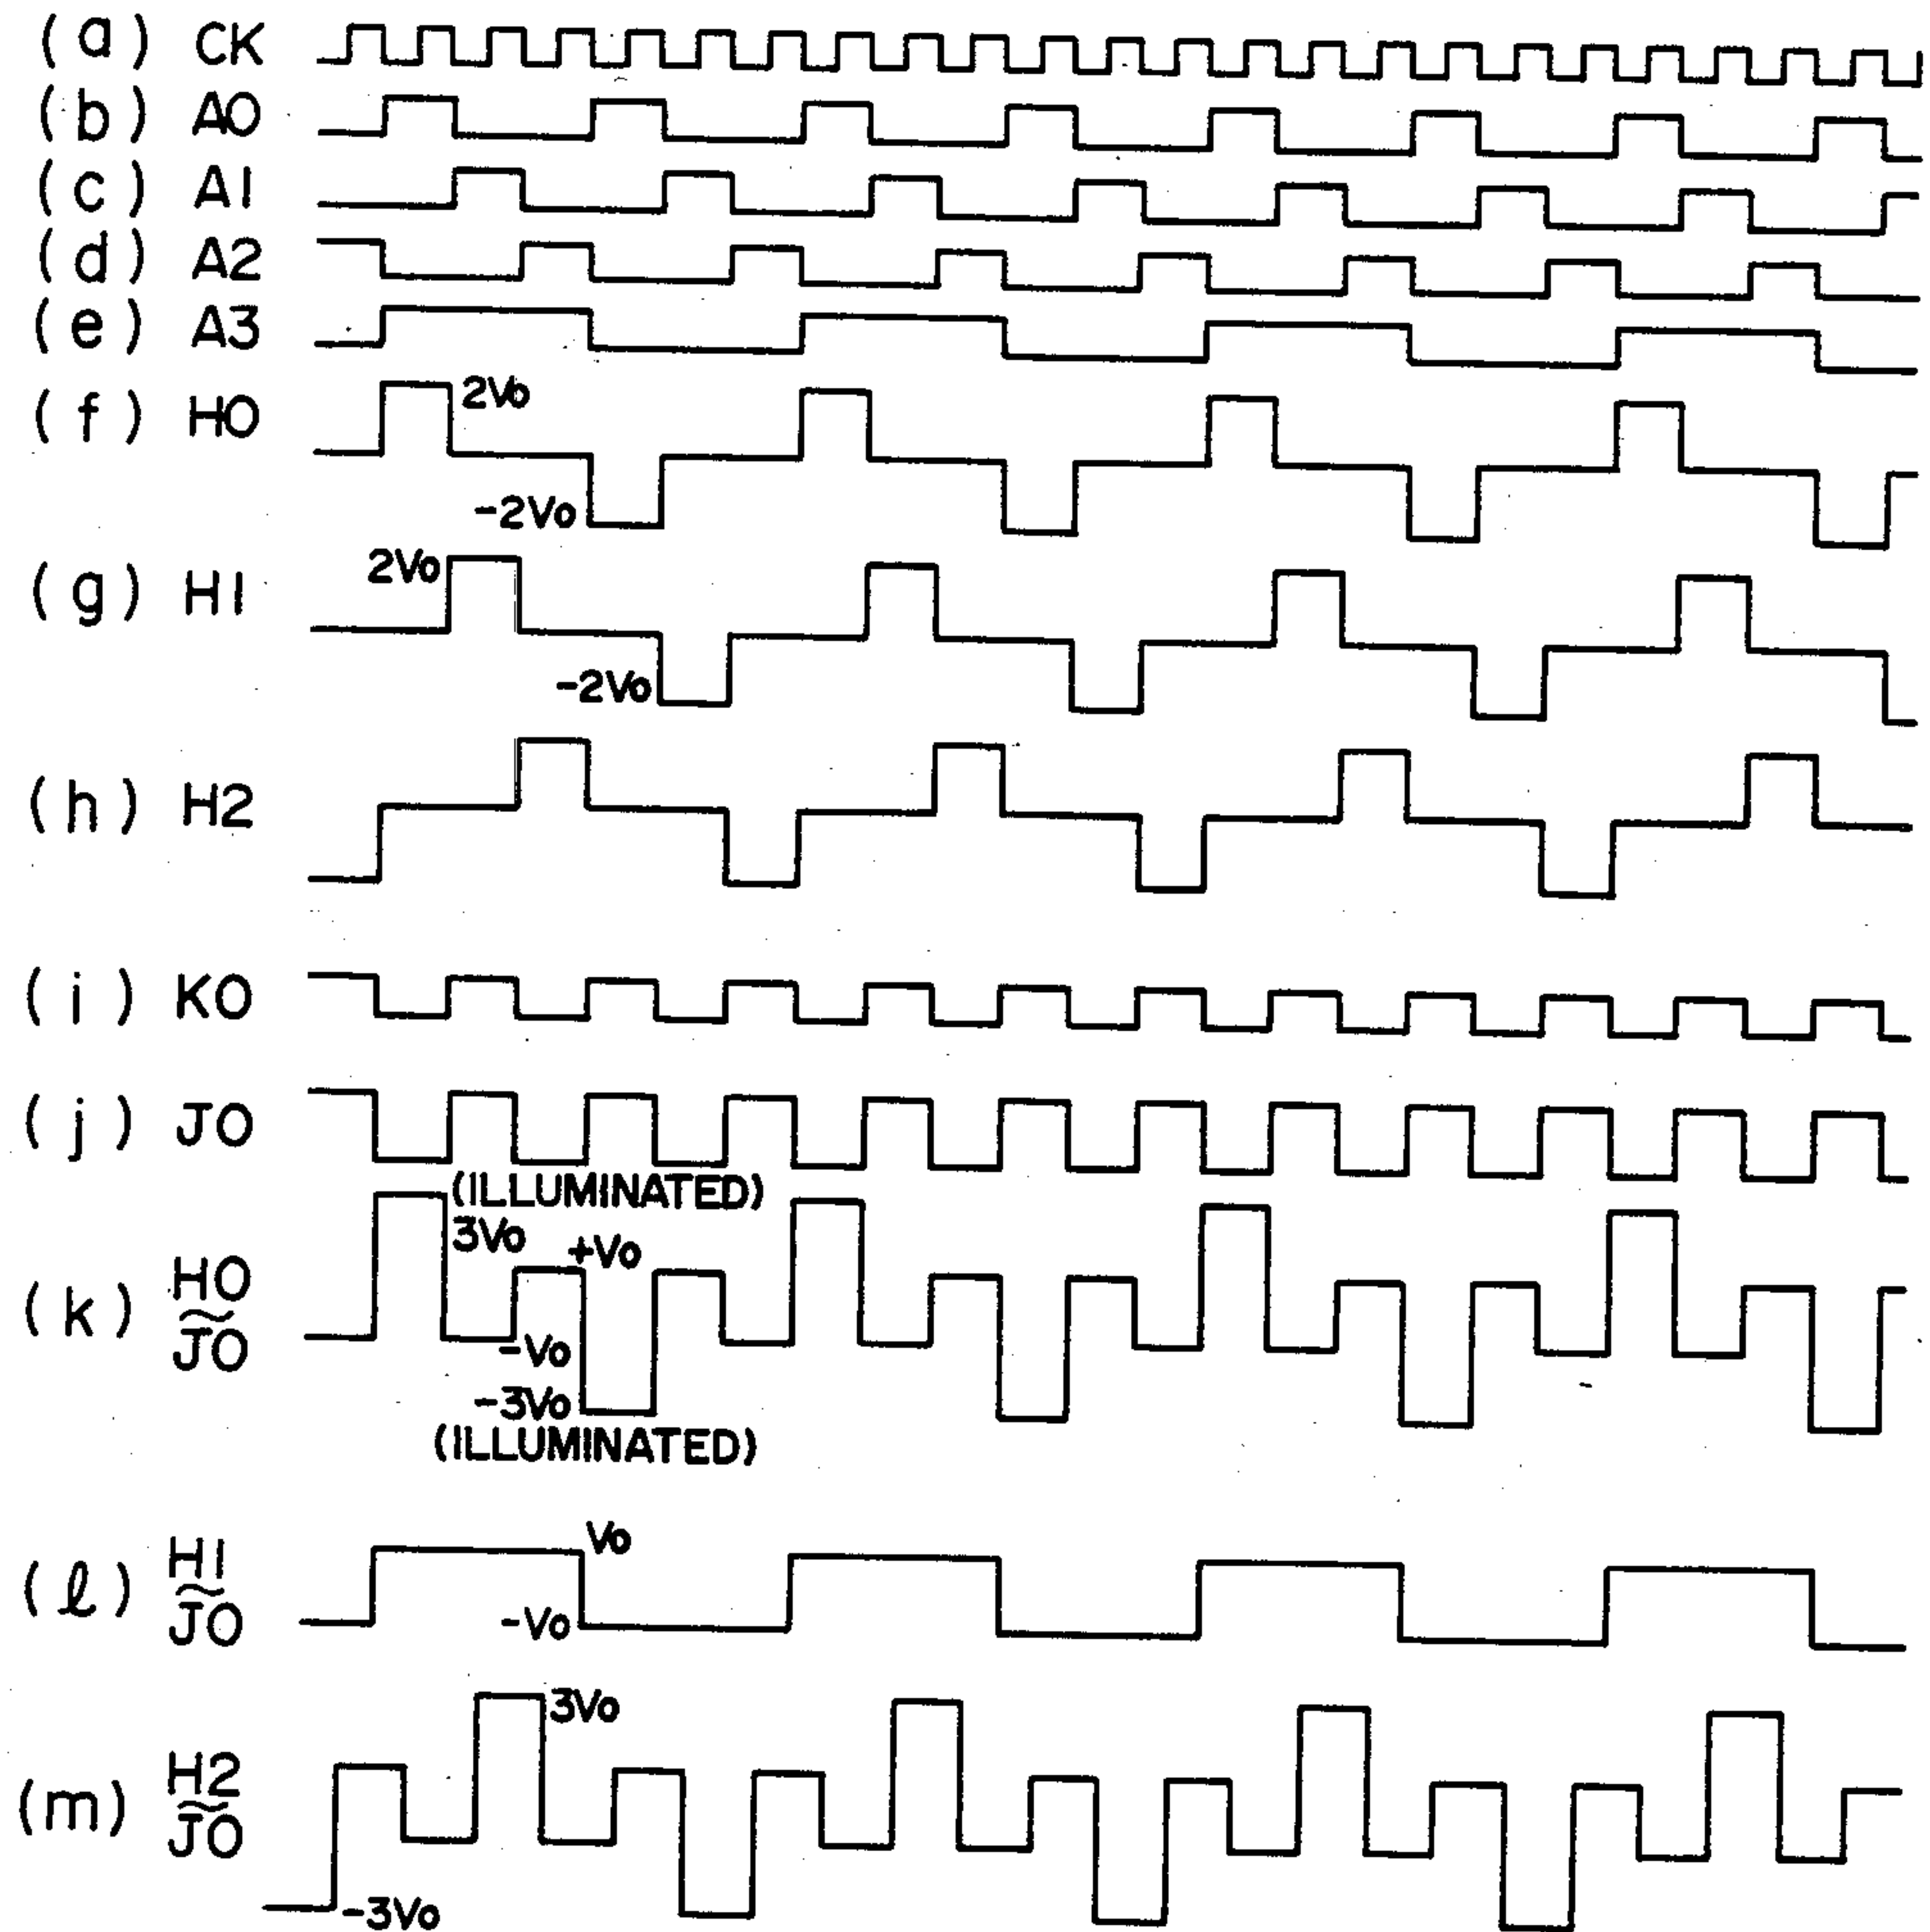 (a) CK
(b) A0
(c) A1
(d) A2
(e) A3
(f) H0 2Vo
-2Vo
(g) H1 2Vo
-2Vo
(h) H2
(i) K0
(j) J0
(ILLUMINATED)
3Vo +Vo
(k) H0
~
J0
-Vo
-3Vo
(ILLUMINATED)
Vo
(ℓ) H1
~
J0
-Vo
3Vo
(m) H2
~
J0
-3Vo